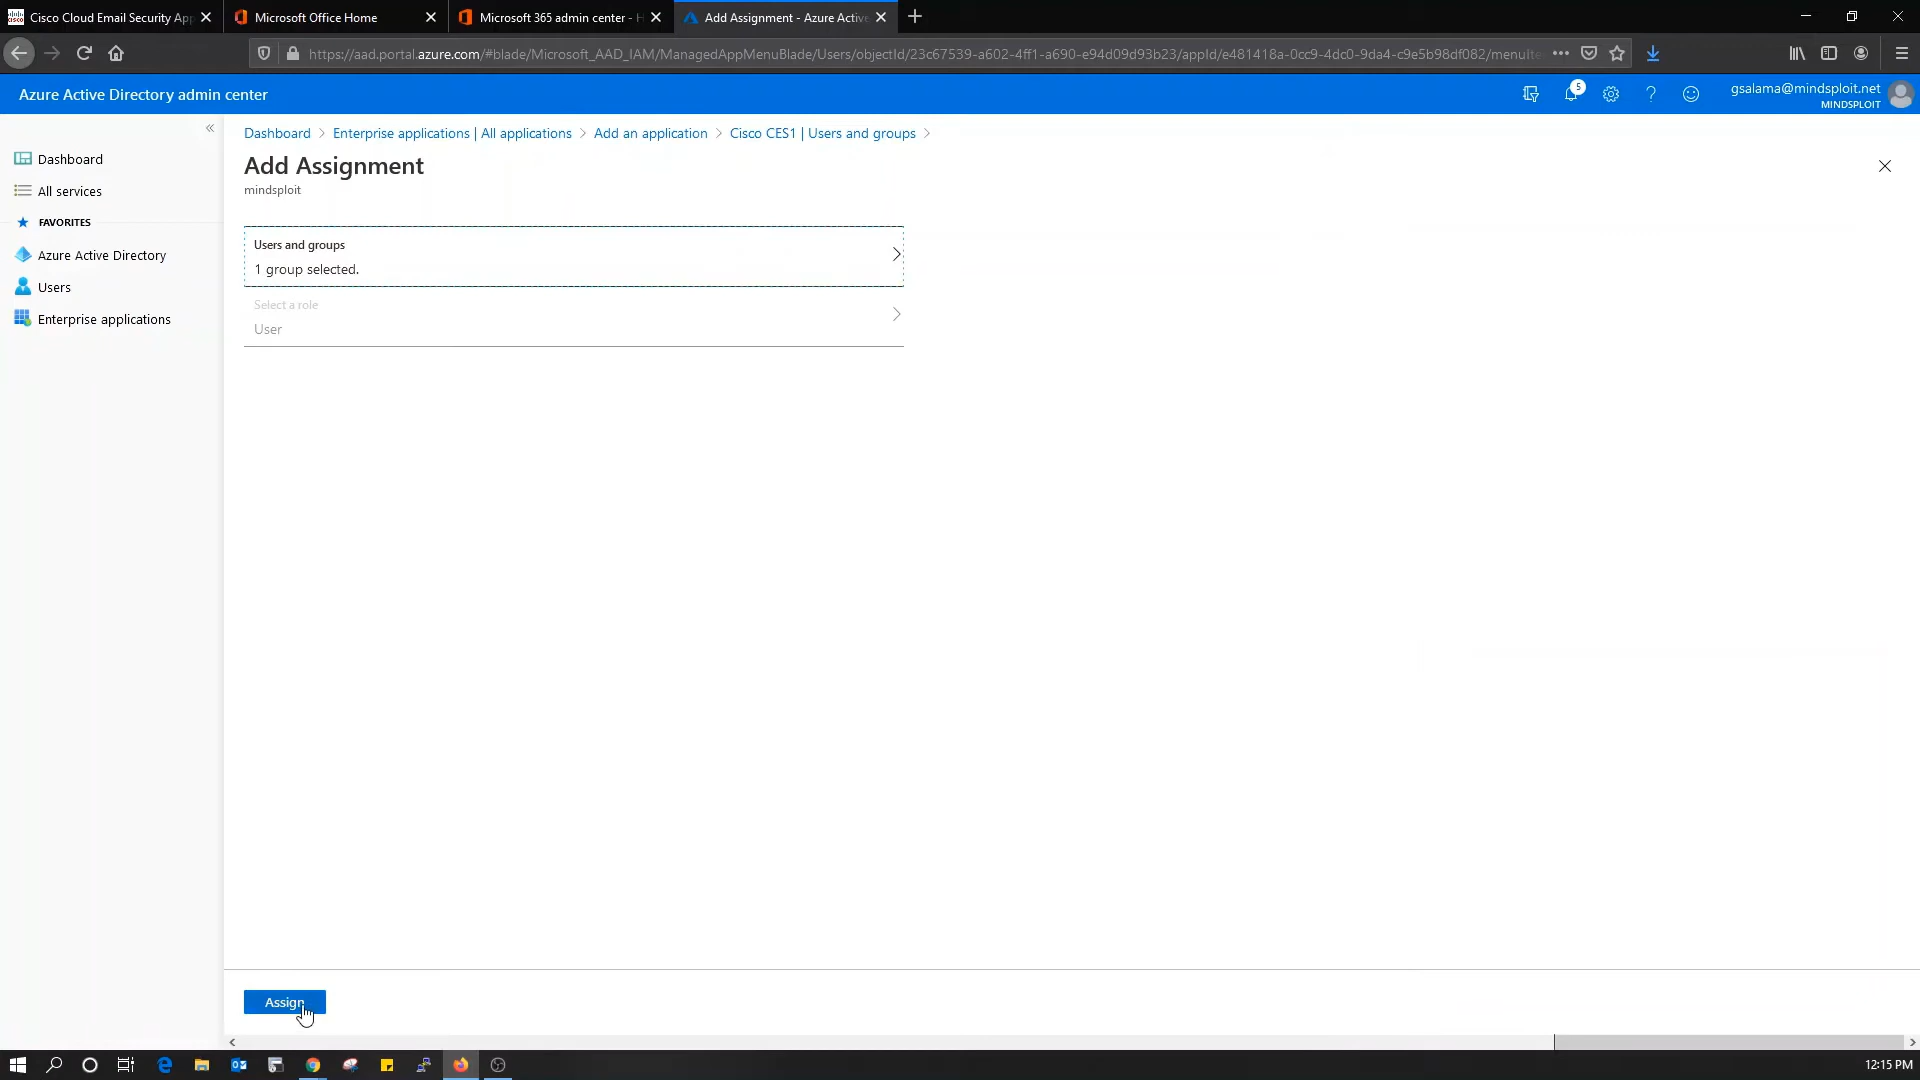 Cisco Cloud Email Security App
Microsoft Office Home
Microsoft 365 admin center - H
Add Assignment - Azure Active
https://aad.portal.azure.com/#blade/Microsoft_AAD_IAM/ManagedAppMenuBlade/Users/objectId/23c67539-a602-4ff1-a690-e94d09d93b23/appId/e481418a-0cc9-4dc0-9da4-c9e5b98df082/menuIte
Azure Active Directory admin center
5
gsalama@mindsploit.net
MINDSPLOIT
Dashboard > Enterprise applications | All applications > Add an application > Cisco CES1 | Users and groups >
Add Assignment
mindsploit
Dashboard
All services
FAVORITES
Azure Active Directory
Users
Enterprise applications
Users and groups
1 group selected.
Select a role
User
Assign
12:15 PM